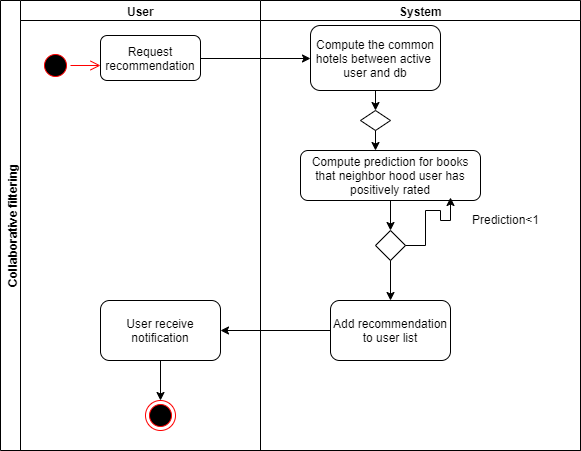 User
System
Collaborative filtering
Request
recommendation
Compute the common
hotels between active
user and db
Compute prediction for books
that neighbor hood user has
positively rated
Prediction<1
User receive
notification
Add recommendation
to user list